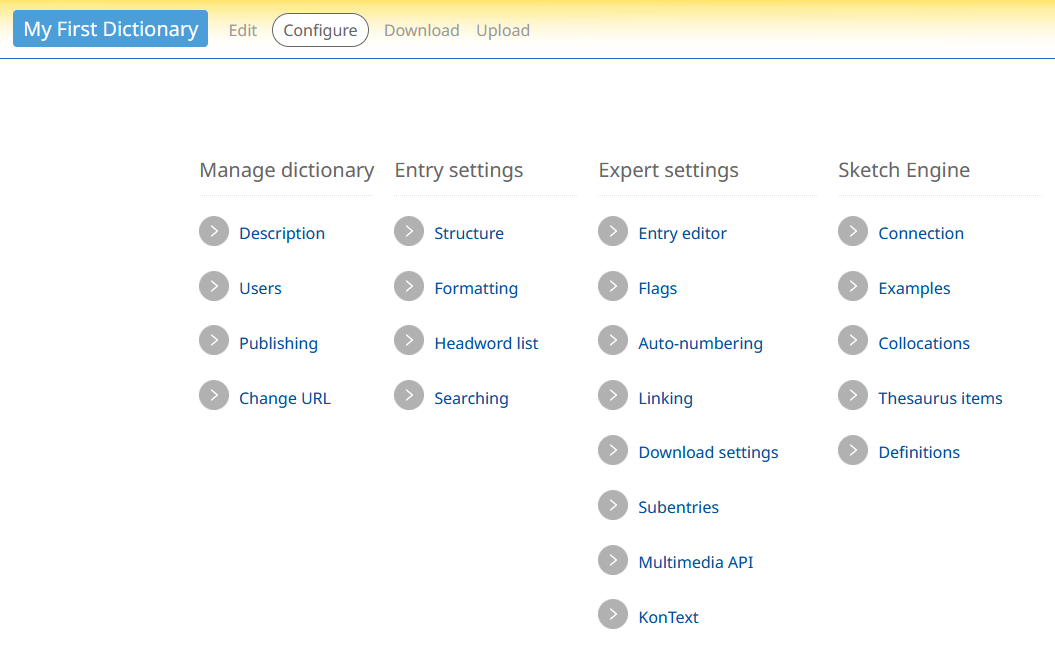 My First Dictionary Edit Configure Download Upload
Manage dictionary
Description
Users
Publishing
Change URL
Entry settings
Structure
Formatting
Headword list
Searching
Expert settings
Entry editor
Flags
Auto-numbering
Linking
Download settings
Subentries
Multimedia API
KonText
Sketch Engine
Connection
Examples
Collocations
Thesaurus items
Definitions